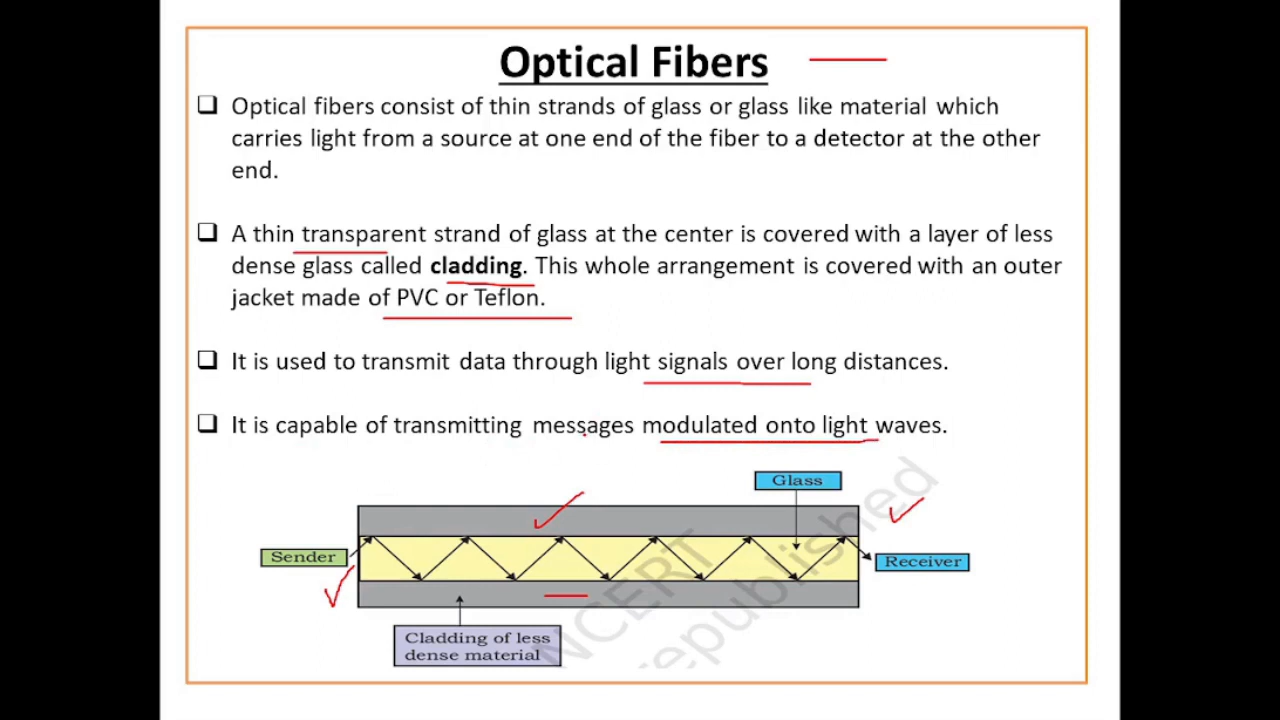 Optical Fibers
❑ Optical fibers consist of thin strands of glass or glass like material which
carries light from a source at one end of the fiber to a detector at the other
end.
❑ A thin transparent strand of glass at the center is covered with a layer of less
dense glass called cladding. This whole arrangement is covered with an outer
jacket made of PVC or Teflon.
❑ It is used to transmit data through light signals over long distances.
❑ It is capable of transmitting messages modulated onto light waves.
Glass
Sender
Receiver
Cladding of less
dense material
NCERT
republished